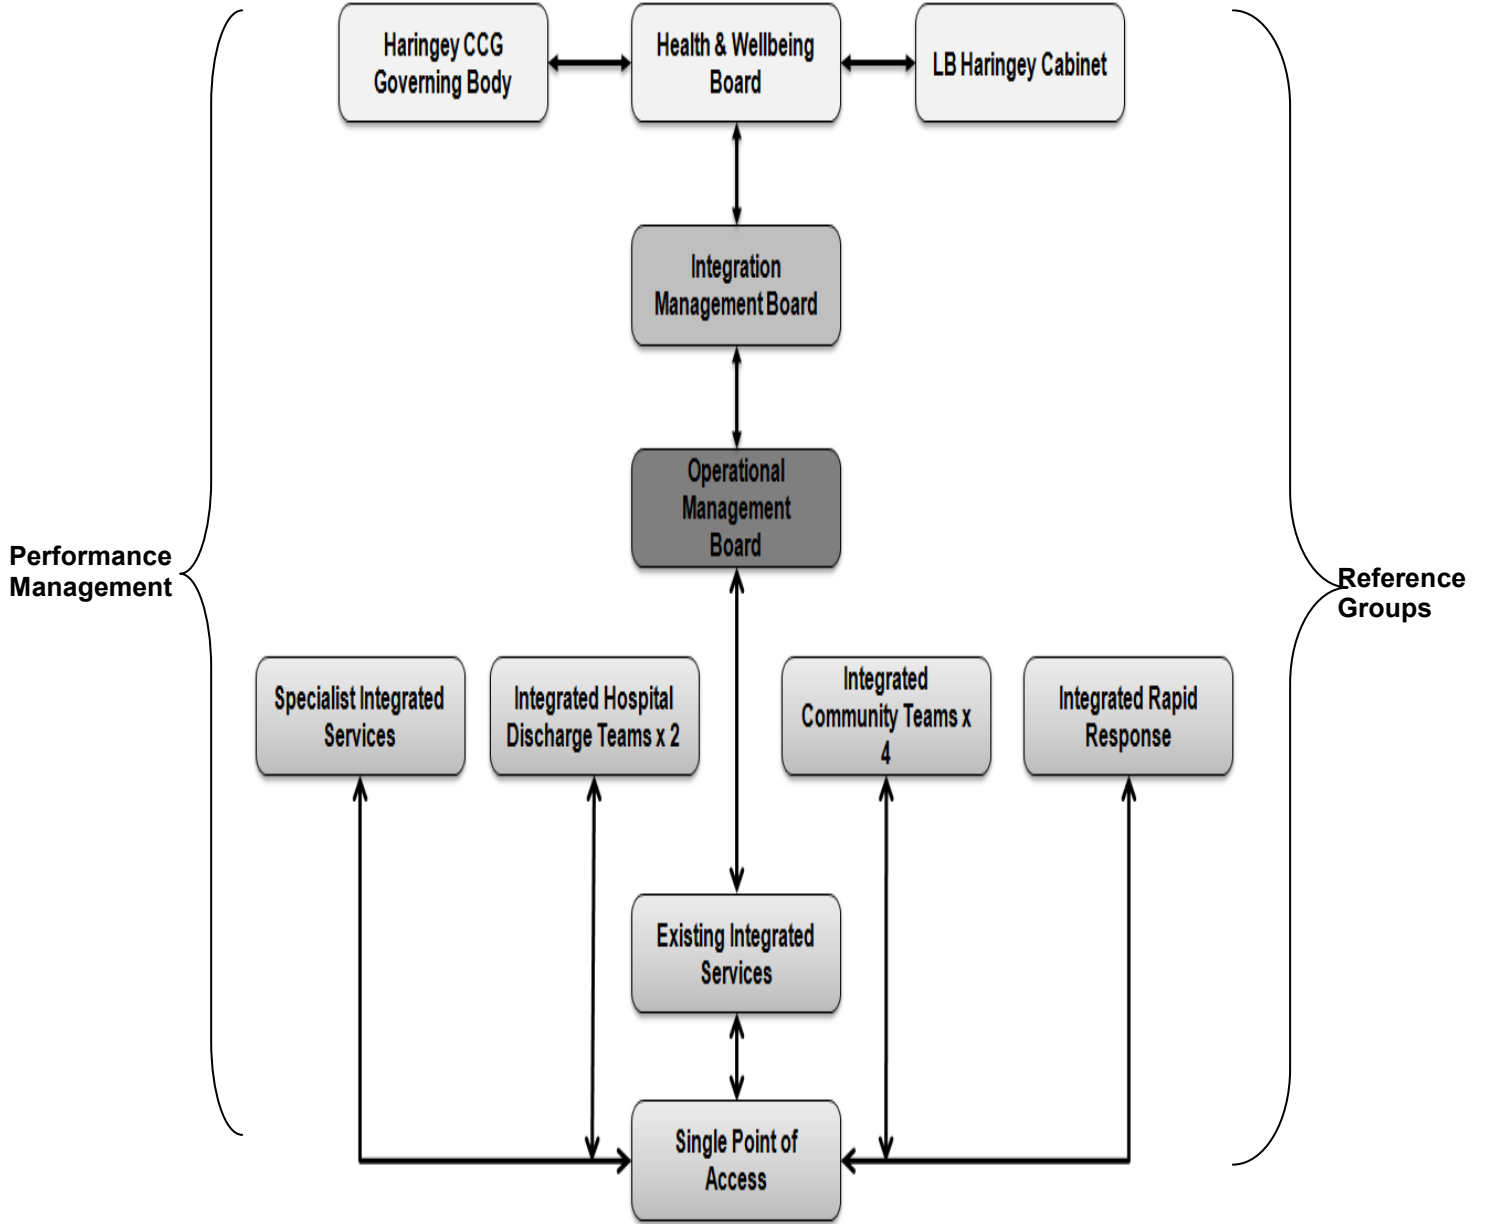 Haringey CCG
Governing Body
Health & Wellbeing
Board
LB Haringey Cabinet
Integration
Management Board
Operational
Management
Board
Performance
Management
Reference
Groups
Specialist Integrated
Services
Integrated Hospital
Discharge Teams x 2
Integrated
Community Teams x
4
Integrated Rapid
Response
Existing Integrated
Services
Single Point of
Access